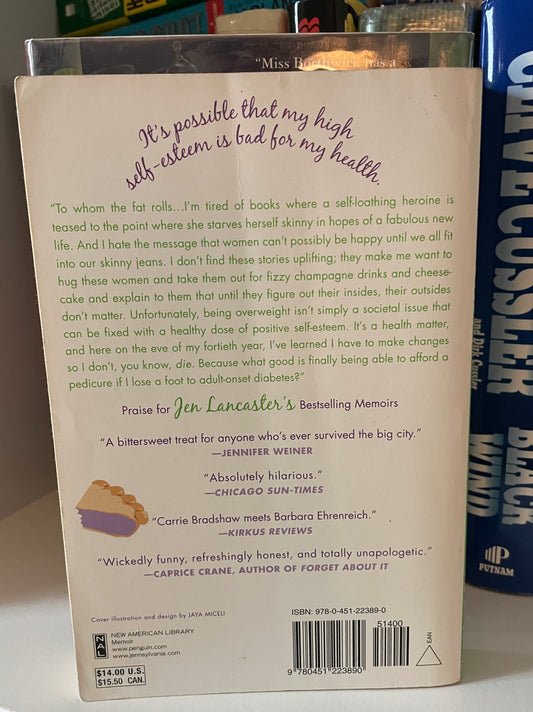 "Miss Borthwick has a
It's possible that my high
self-esteem is bad for my health.
"To whom the fat rolls...I'm tired of books where a self-loathing heroine is
teased to the point where she starves herself skinny in hopes of a fabulous new
life. And I hate the message that women can't possibly be happy until we all fit
into our skinny jeans. I don't find these stories uplifting; they make me want to
hug these women and take them out for fizzy champagne drinks and cheese-
cake and explain to them that until they figure out their insides, their outsides
don't matter. Unfortunately, being overweight isn't simply a societal issue that
can be fixed with a healthy dose of positive self-esteem. It's a health matter,
and here on the eve of my fortieth year, I've learned I have to make changes
so I don't, you know, die. Because what good is finally being able to afford a
pedicure if I lose a foot to adult-onset diabetes?"
Praise for Jen Lancaster's Bestselling Memoirs
"A bittersweet treat for anyone who's ever survived the big city."
—JENNIFER WEINER
"Absolutely hilarious."
—CHICAGO SUN-TIMES
"Carrie Bradshaw meets Barbara Ehrenreich."
—KIRKUS REVIEWS
"Wickedly funny, refreshingly honest, and totally unapologetic."
—CAPRICE CRANE, AUTHOR OF FORGET ABOUT IT
Cover illustration and design by JAYA MICELI
NAL
NEW AMERICAN LIBRARY
Memoir
www.penguin.com
www.jennsylvania.com
$14.00 U.S.
$15.50 CAN.
ISBN: 978-0-451-22389-0
51400
9 780451 223890
EAN
CLIVE CUSSLER
and Dirk Cussler
BLACK
WIND
PUTNAM